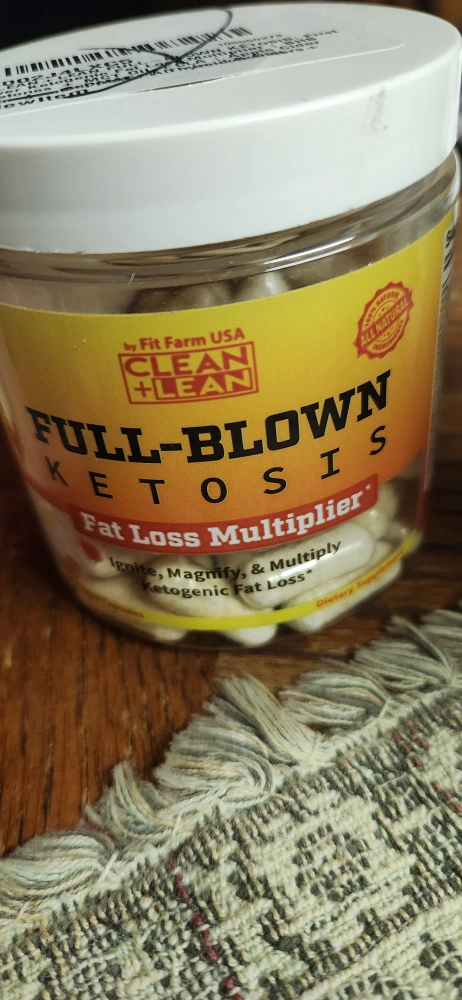 by Fit Farm USA
CLEAN
+LEAN
ALL NATURAL
FULL-BLOWN
KETOSIS
Fat Loss Multiplier*
Ignite, Magnify, & Multiply
Ketogenic Fat Loss*
Capsules
Dietary Supplement